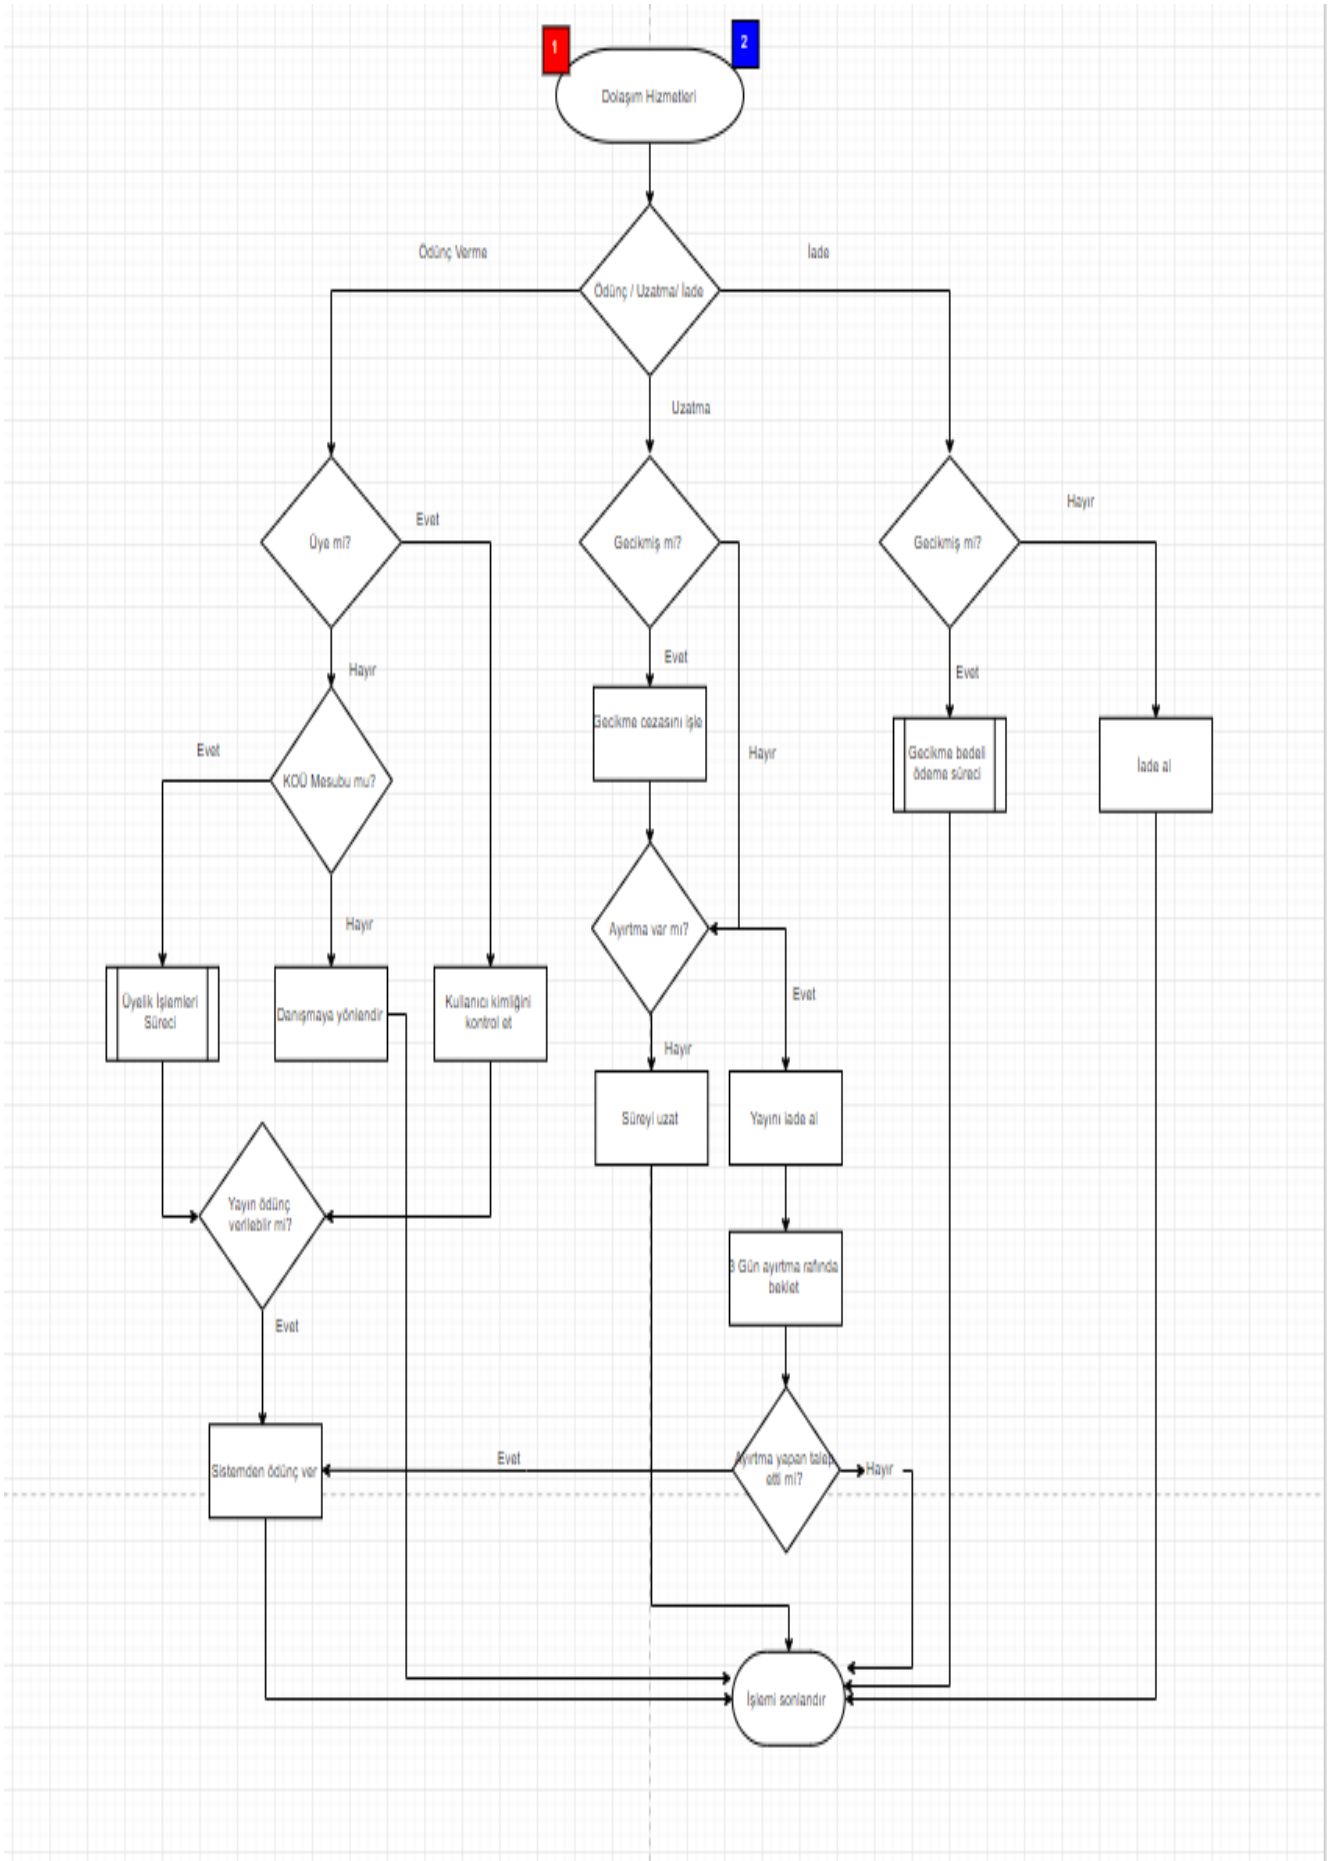 1
2
Dolaşım Hizmetleri
Ödünç Verme
İade
Ödünç / Uzatma/ İade
Uzatma
Hayır
Evet
Üye mi?
Gecikmiş mi?
Gecikmiş mi?
Evet
Hayır
Evet
Gecikme cezasını işle
Evet
Hayır
Gecikme bedeli
ödeme süreci
İade al
KOÜ Mesubu mu?
Hayır
Ayırtma var mı?
Evet
Üyelik İşlemleri
Süreci
Danışmaya yönlendir
Kullanıcı kimliğini
kontrol et
Hayır
Süreyi uzat
Yayını iade al
Yayın ödünç
verilebilir mi?
3 Gün ayırtma rafında
beklet
Evet
Evet
Ayırtma yapan talep
etti mi?
Hayır
Sistemden ödünç ver
İşlemi sonlandır